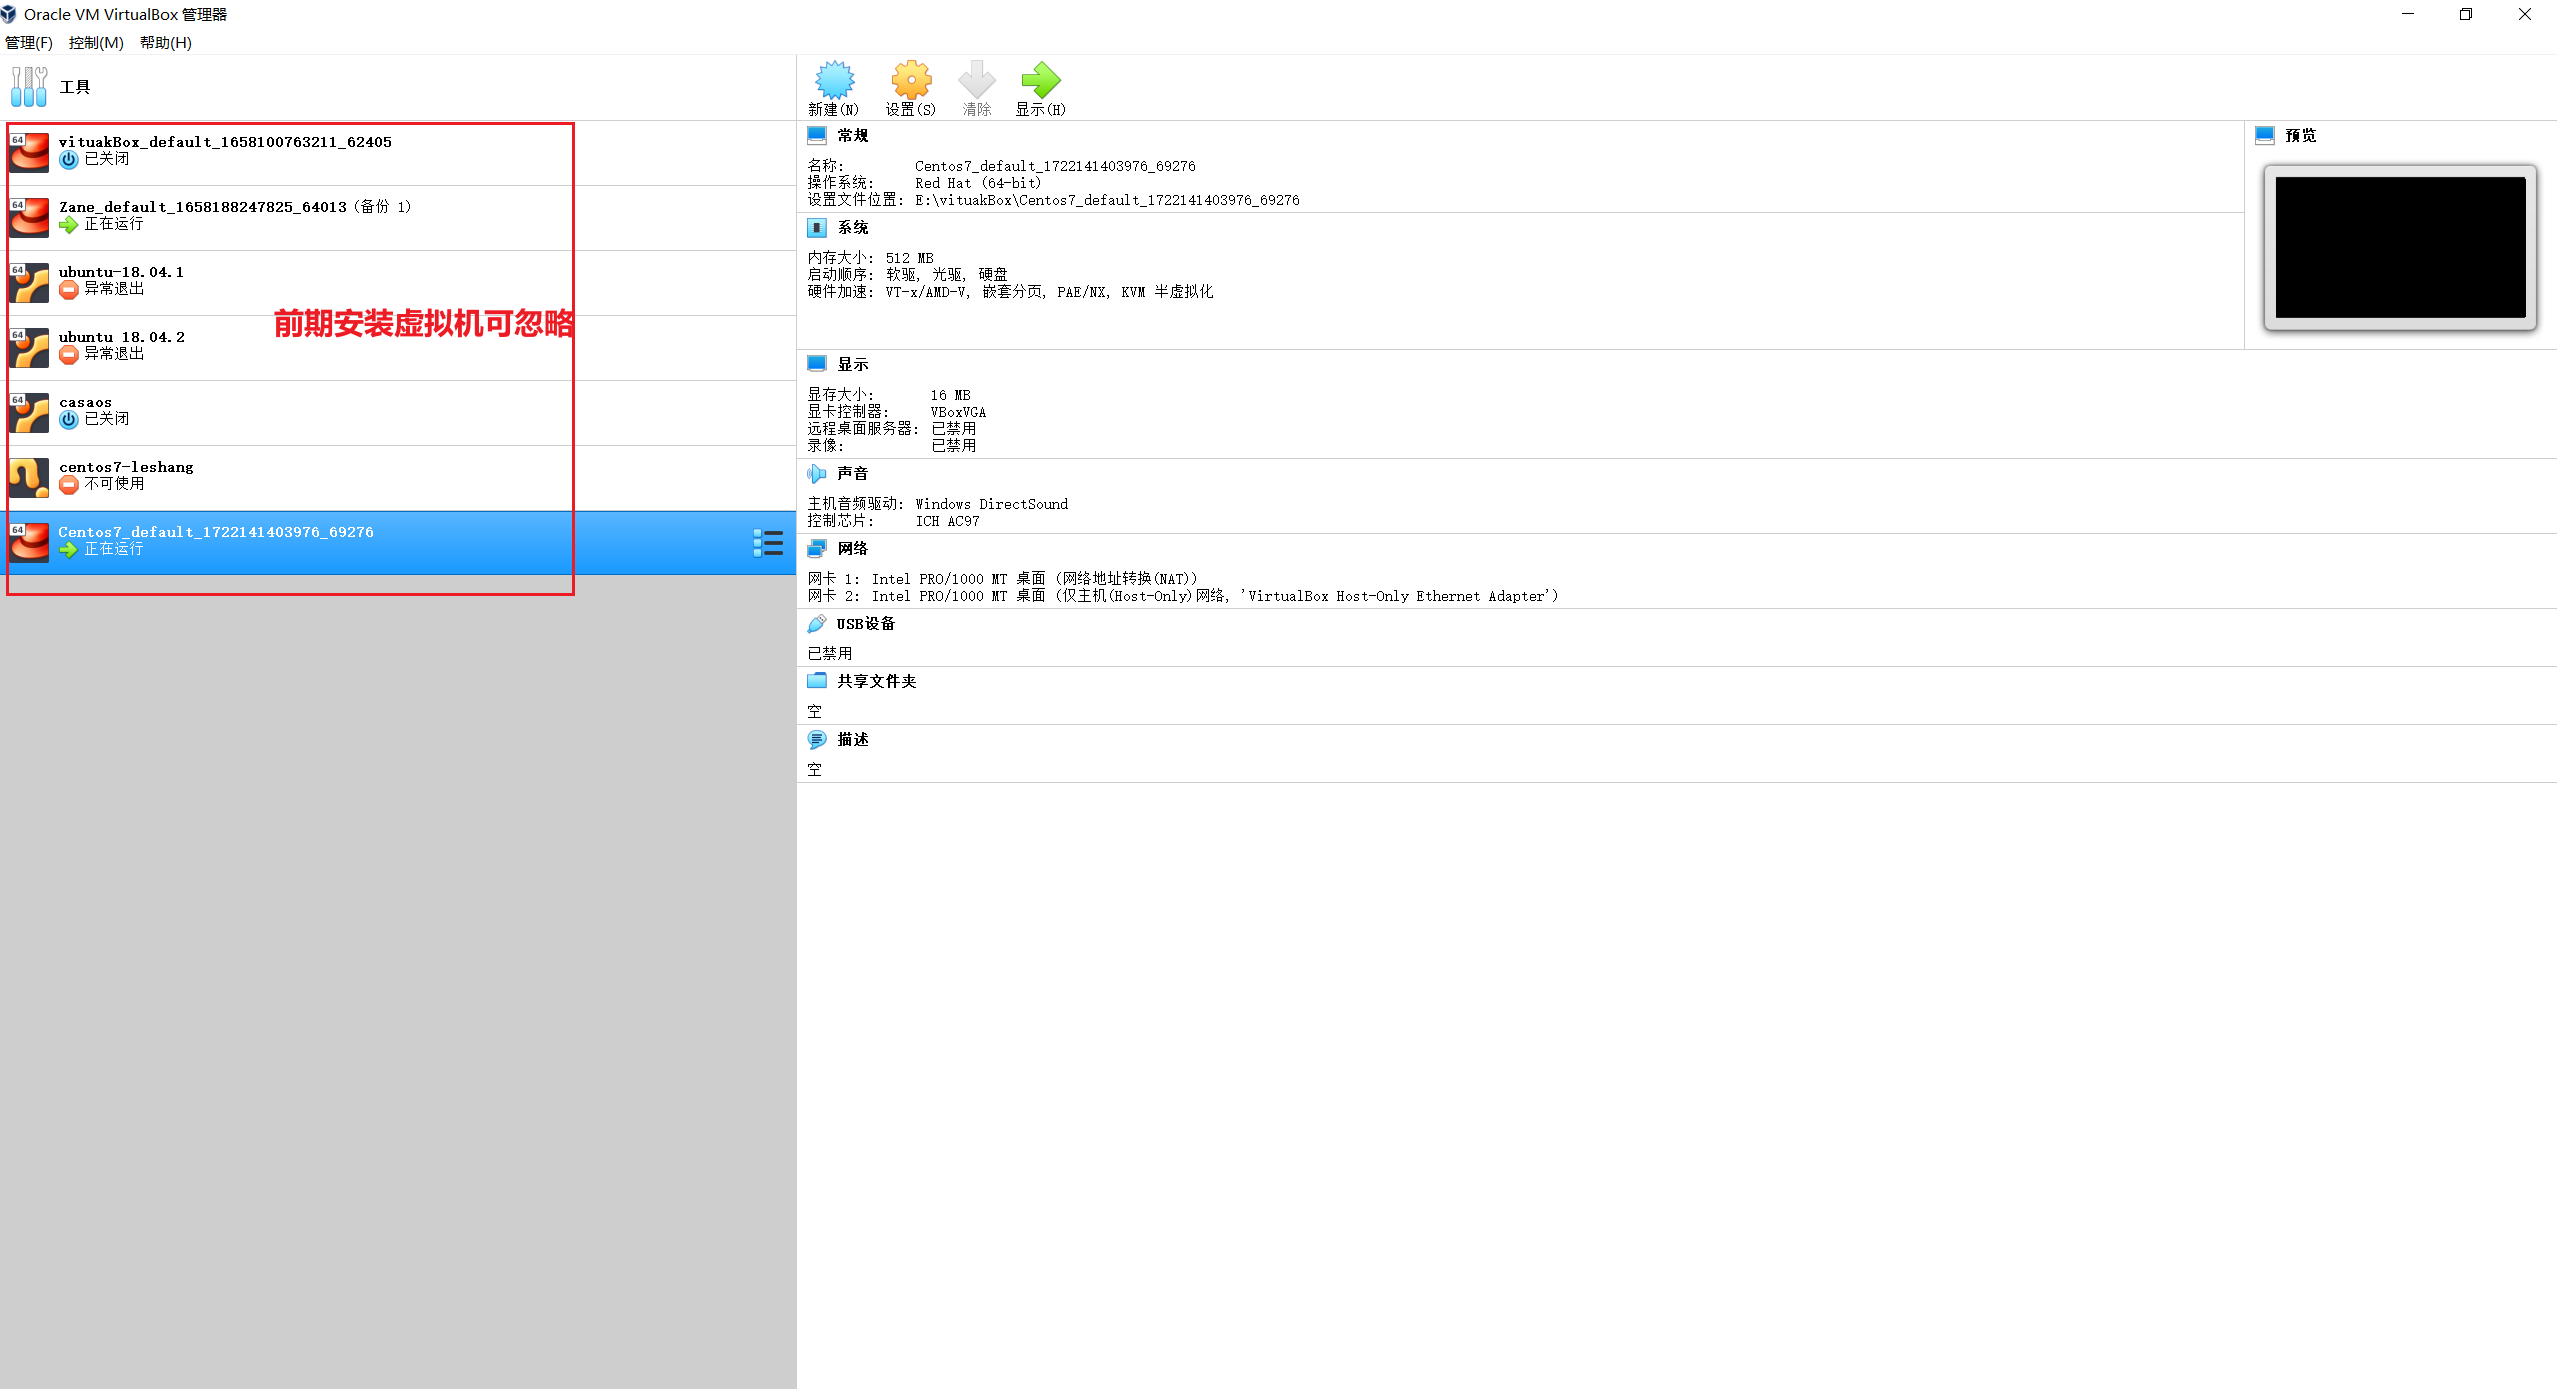 Oracle VM VirtualBox 管理器
管理(F) 控制(M) 帮助(H)
工具
64
vituakBox_default_1658100763211_62405
已关闭
64
Zane_default_1658188247825_64013 (备份 1)
正在运行
64
ubuntu-18.04.1
异常退出
前期安装虚拟机可忽略
64
ubuntu 18.04.2
异常退出
64
casaos
已关闭
centos7-leshang
不可使用
64
Centos7_default_1722141403976_69276
正在运行
新建(N) 设置(S) 清除 显示(H)
常规
名称: Centos7_default_1722141403976_69276
操作系统: Red Hat (64-bit)
设置文件位置: E:\vituakBox\Centos7_default_1722141403976_69276
预览
系统
内存大小: 512 MB
启动顺序: 软驱, 光驱, 硬盘
硬件加速: VT-x/AMD-V, 嵌套分页, PAE/NX, KVM 半虚拟化
显示
显存大小: 16 MB
显卡控制器: VBoxVGA
远程桌面服务器: 已禁用
录像: 已禁用
声音
主机音频驱动: Windows DirectSound
控制芯片: ICH AC97
网络
网卡 1: Intel PRO/1000 MT 桌面 (网络地址转换(NAT))
网卡 2: Intel PRO/1000 MT 桌面 (仅主机(Host-Only)网络, 'VirtualBox Host-Only Ethernet Adapter')
USB设备
已禁用
共享文件夹
空
描述
空